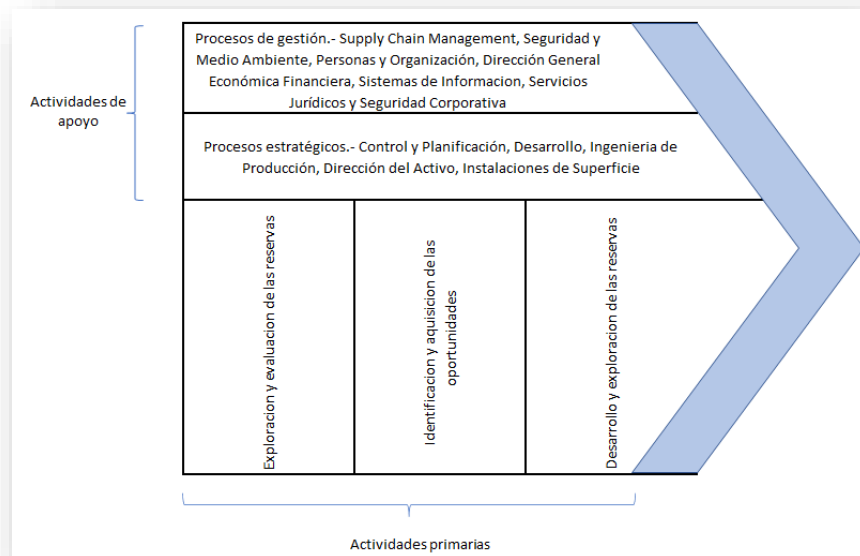 Procesos de gestión.- Supply Chain Management, Seguridad y
Medio Ambiente, Personas y Organización, Dirección General
Económica Financiera, Sistemas de Informacion, Servicios
Jurídicos y Seguridad Corporativa
Actividades de
apoyo
Procesos estratégicos.- Control y Planificación, Desarrollo, Ingenieria de
Producción, Dirección del Activo, Instalaciones de Superficie
Exploracion y evaluacion de las reservas
Identificacion y aquisicion de las
oportunidades
Desarrollo y exploracion de las reservas
Actividades primarias